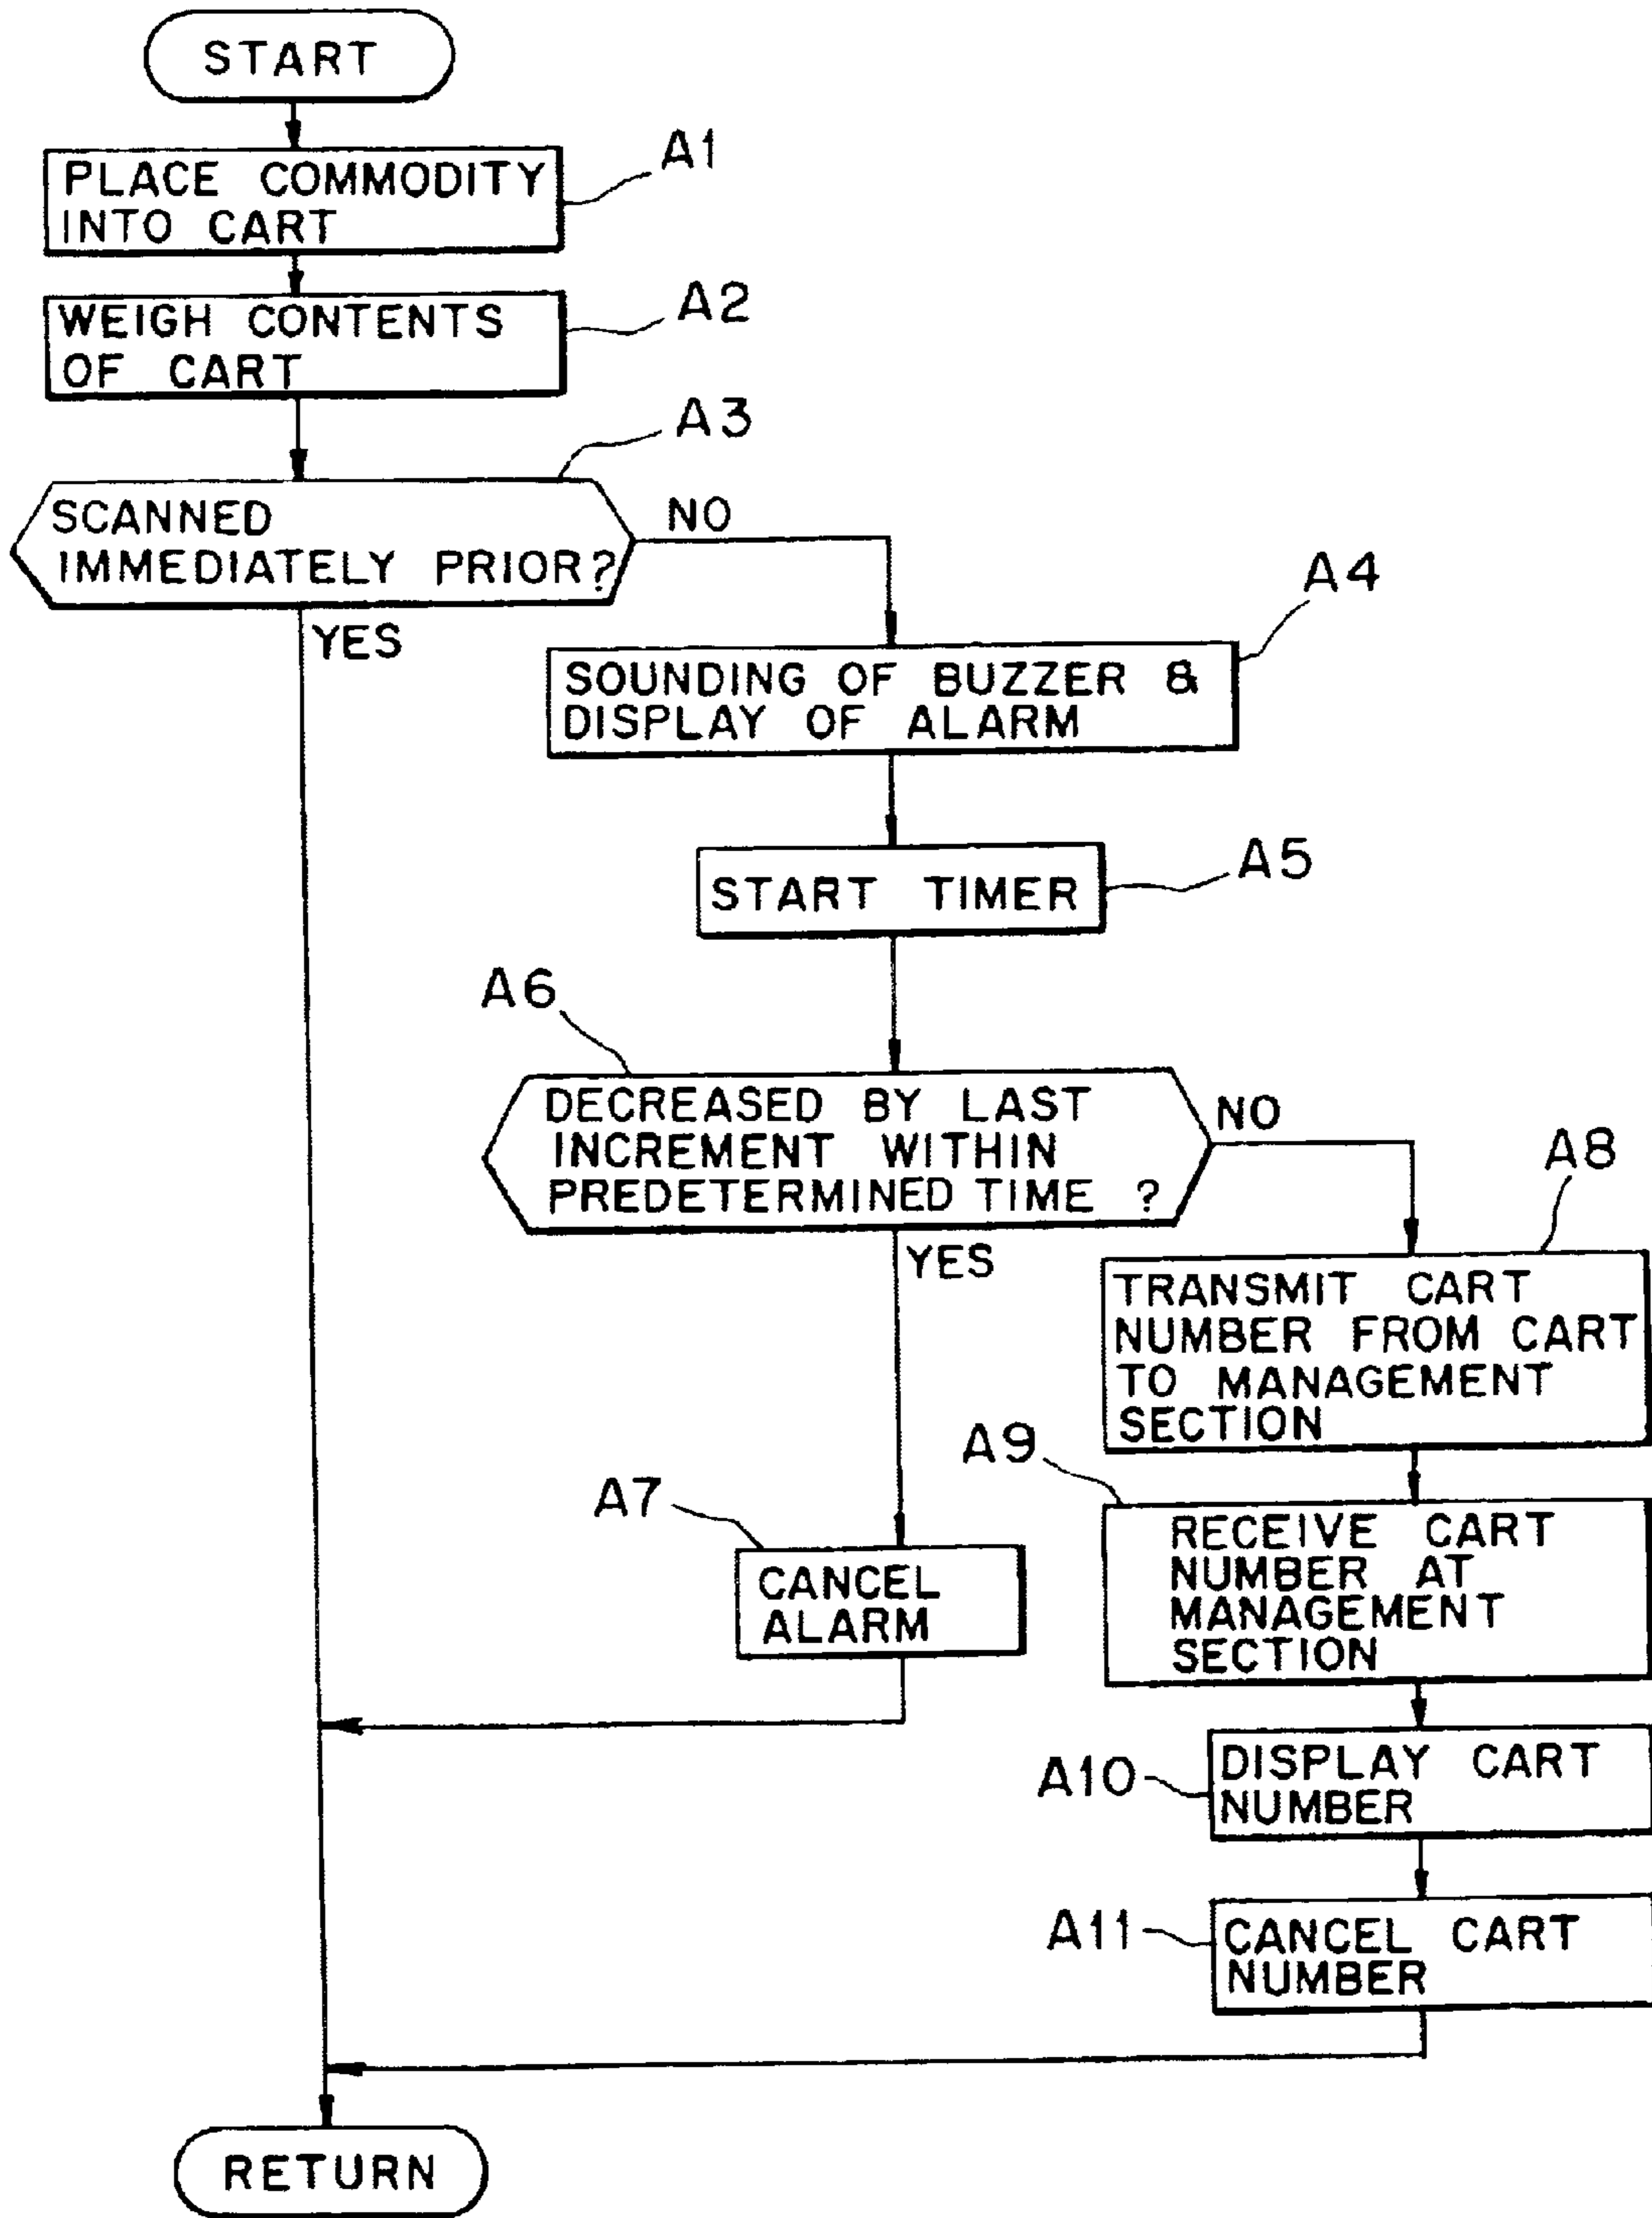 START
PLACE COMMODITY
INTO CART
A1
WEIGH CONTENTS
OF CART
A2
A3
SCANNED
IMMEDIATELY PRIOR?
NO
YES
A4
SOUNDING OF BUZZER &
DISPLAY OF ALARM
START TIMER
A5
A6
DECREASED BY LAST
INCREMENT WITHIN
PREDETERMINED TIME ?
NO
YES
A8
TRANSMIT CART
NUMBER FROM CART
TO MANAGEMENT
SECTION
A9
RECEIVE CART
NUMBER AT
MANAGEMENT
SECTION
A7
CANCEL
ALARM
A10
DISPLAY CART
NUMBER
A11
CANCEL CART
NUMBER
RETURN